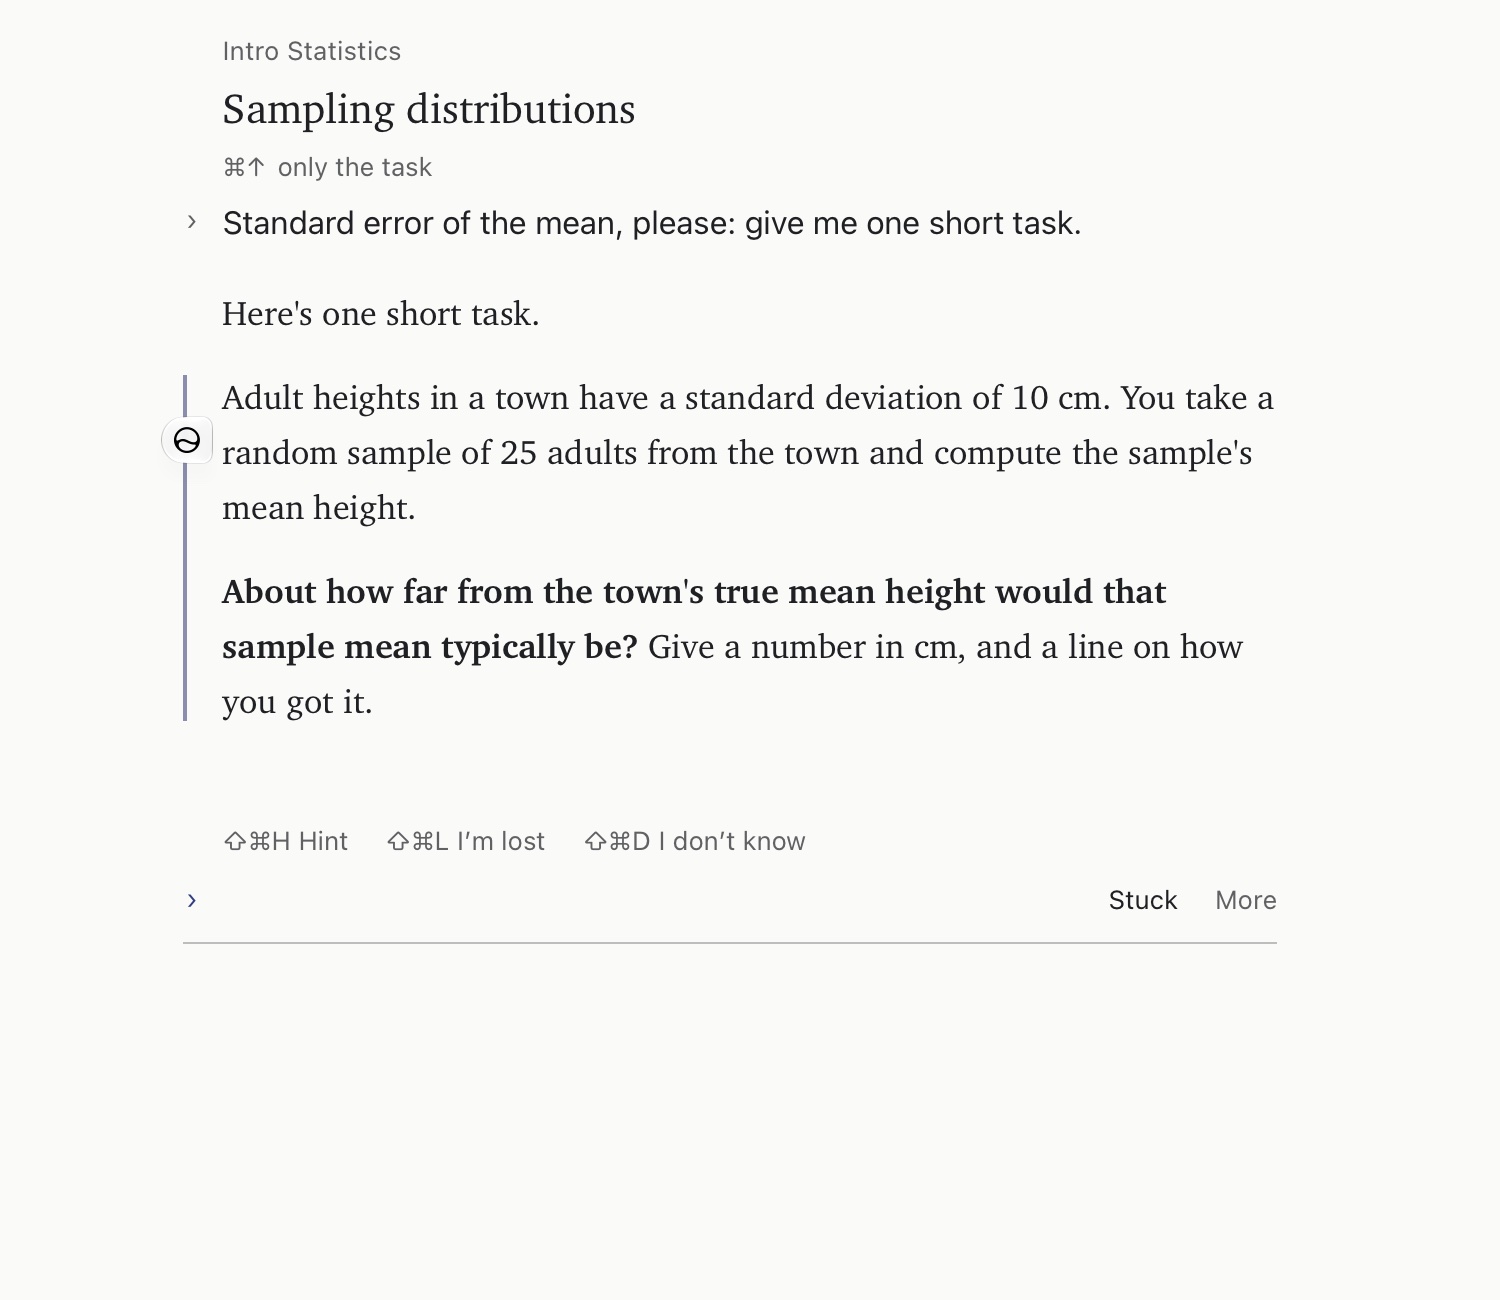 Intro Statistics
Sampling distributions
⌘↑ only the task
› Standard error of the mean, please: give me one short task.
Here's one short task.
Adult heights in a town have a standard deviation of 10 cm. You take a
random sample of 25 adults from the town and compute the sample's
mean height.
About how far from the town's true mean height would that
sample mean typically be? Give a number in cm, and a line on how
you got it.
⇧⌘H Hint ⇧⌘L I’m lost ⇧⌘D I don’t know
› Stuck More